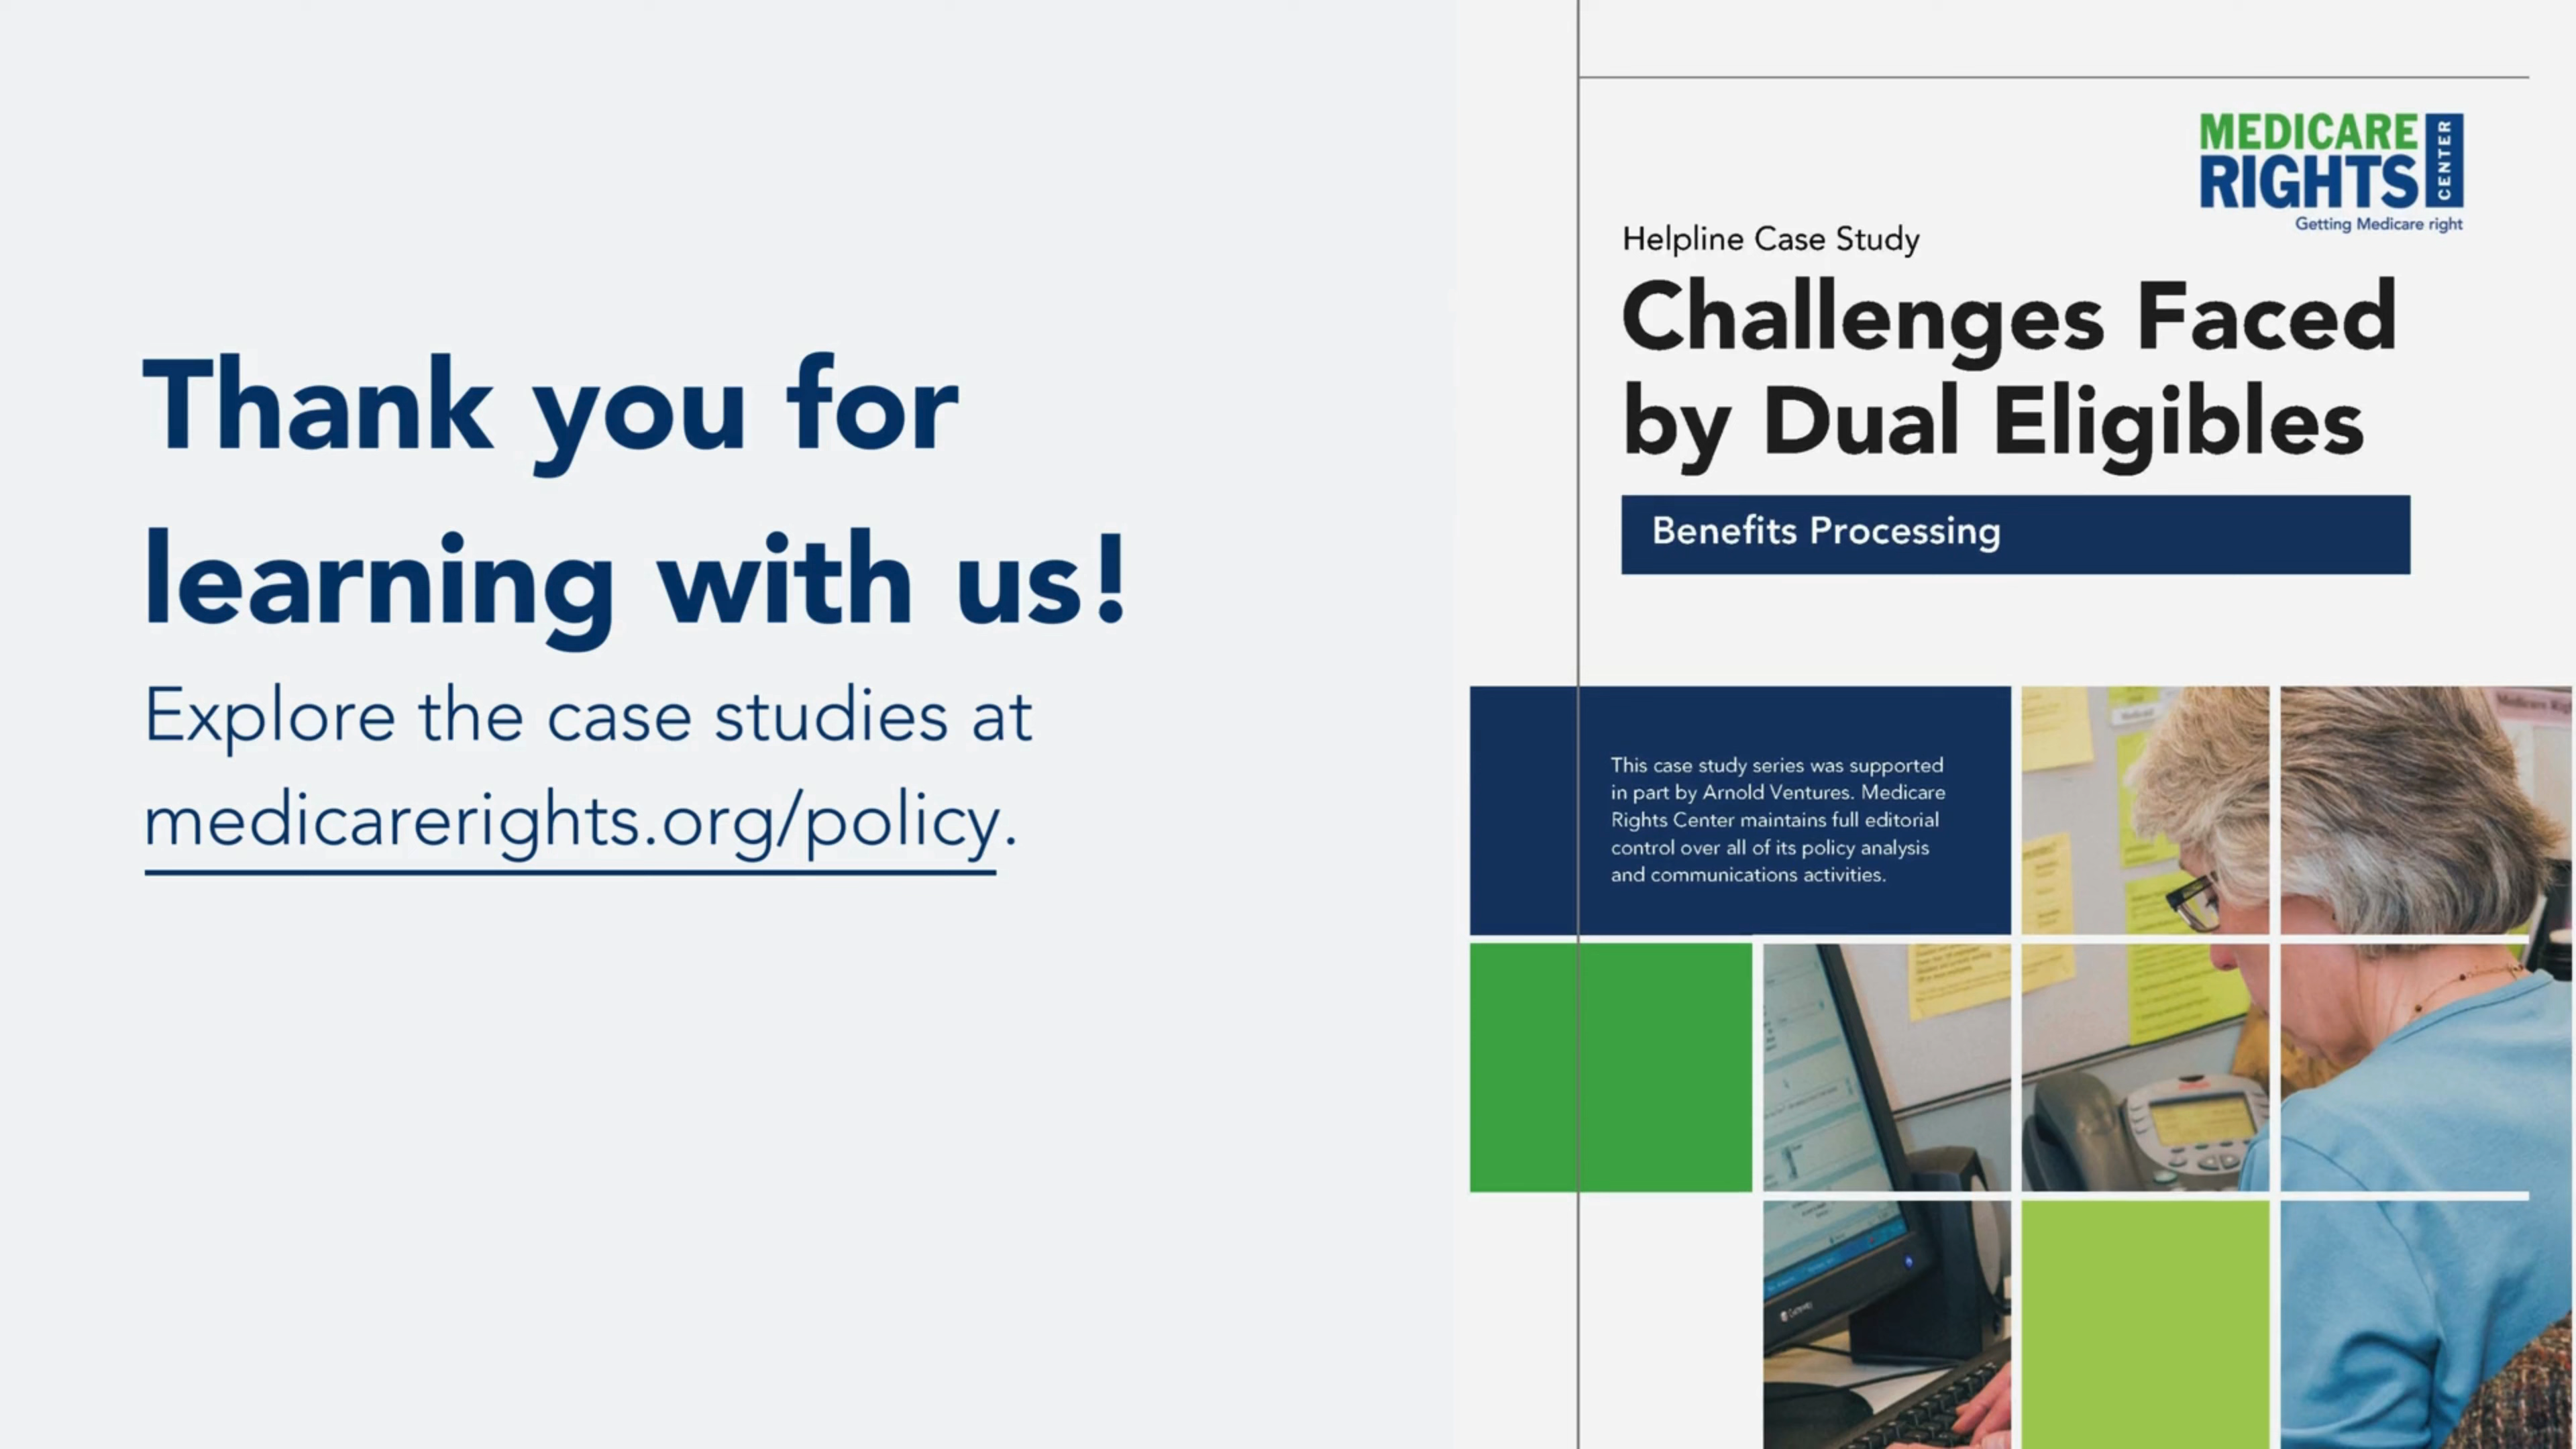 Thank you for
learning with us!
Explore the case studies at
medicarerights.org/policy.
MEDICARE
RIGHTS
CENTER
Getting Medicare right
Helpline Case Study
Challenges Faced
by Dual Eligibles
Benefits Processing
This case study series was supported
in part by Arnold Ventures. Medicare
Rights Center maintains full editorial
control over all of its policy analysis
and communications activities.